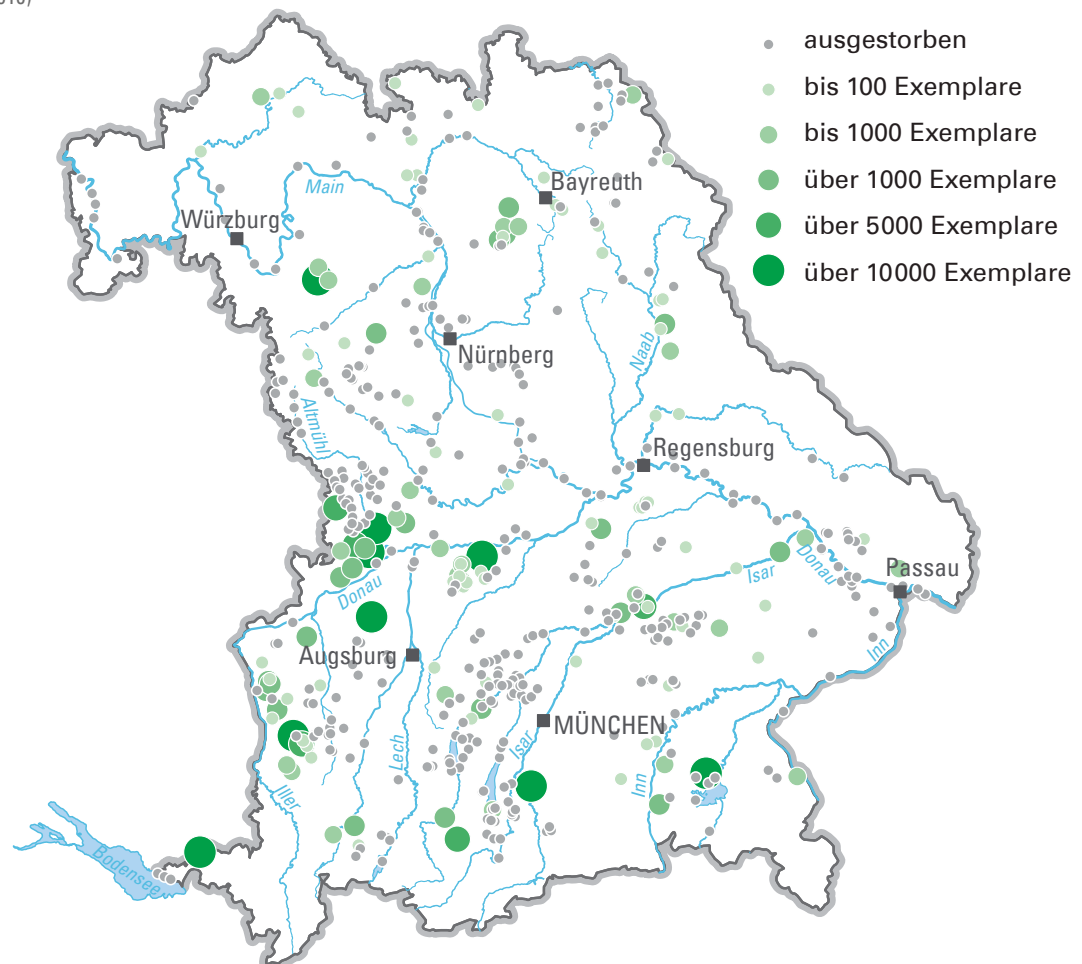 ausgestorben
bis 100 Exemplare
bis 1000 Exemplare
über 1000 Exemplare
über 5000 Exemplare
über 10000 Exemplare
Bayreuth
Main
Würzburg
Nürnberg
Naab
Altmühl
Regensburg
Donau
Isar
Passau
Donau
Augsburg
Inn
MÜNCHEN
Lech
Isar
Inn
Iller
Bodensee